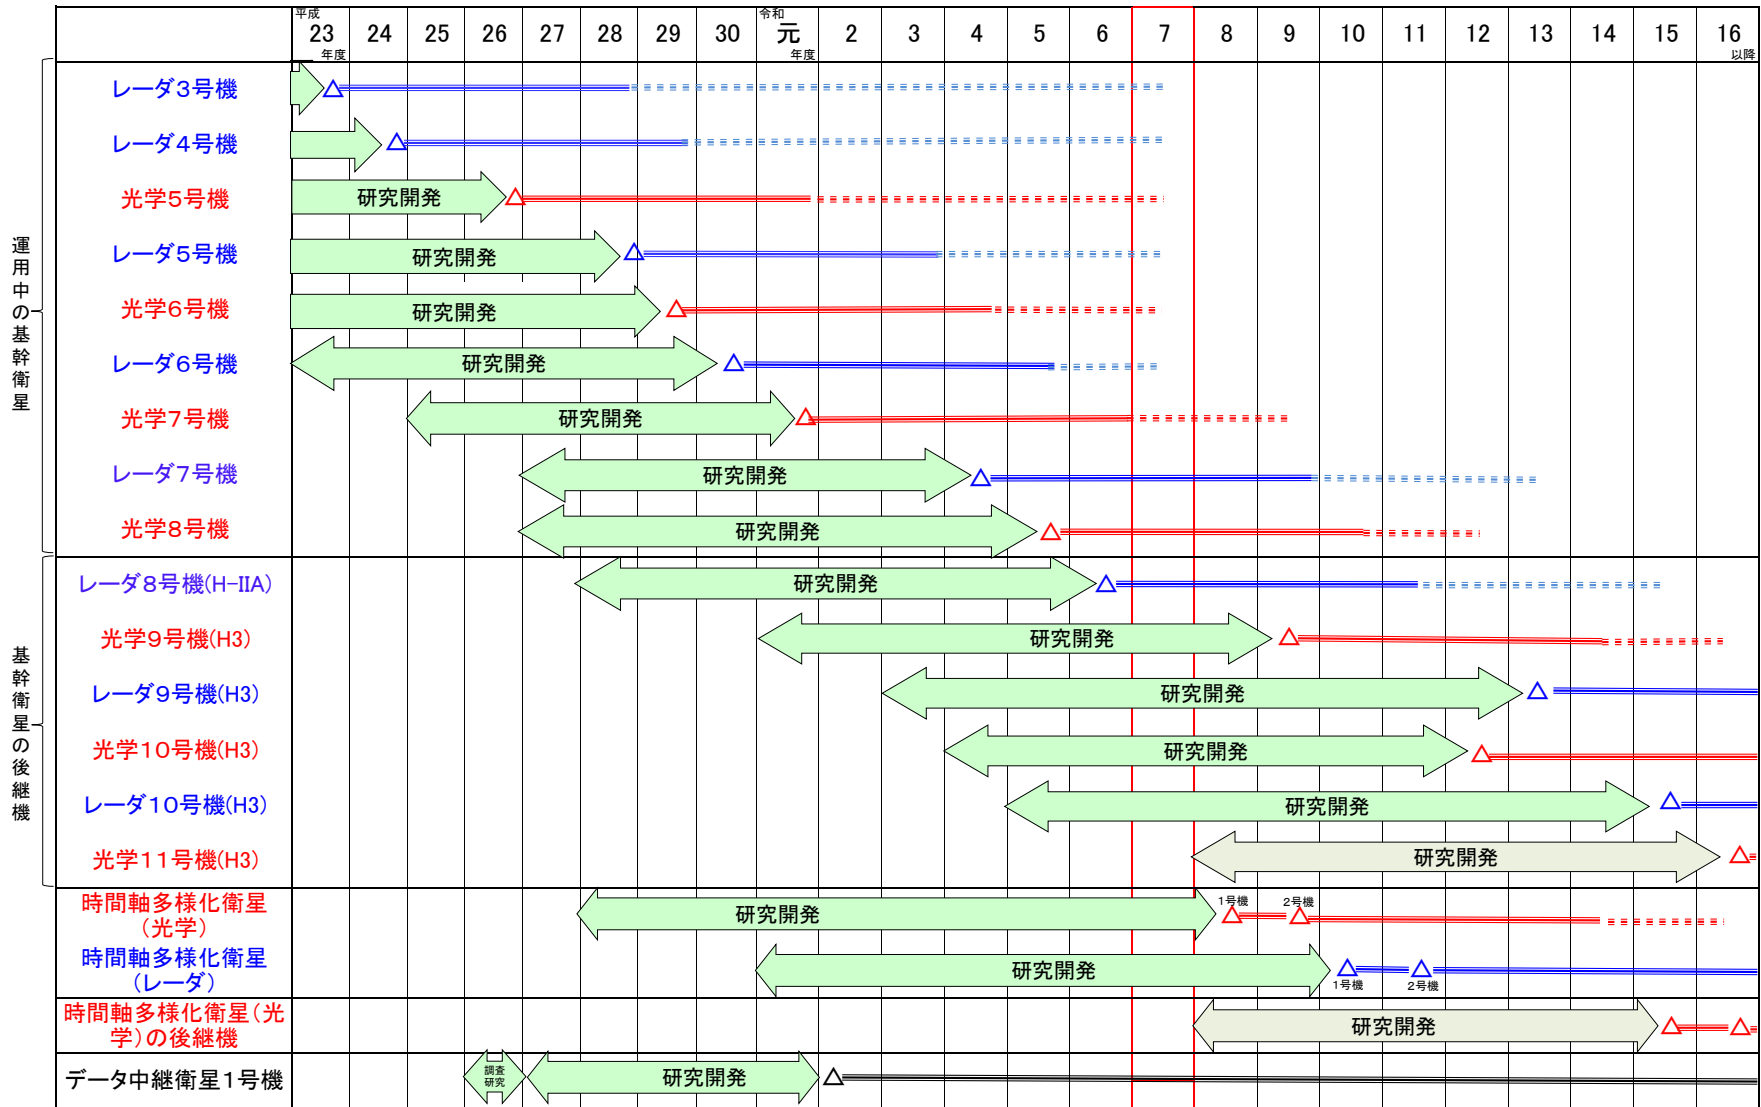 平成
令和
23 24 25 26 27 28 29 30 元 2 3 4 5 6 7 8 9 10 11 12 13 14 15 16
年度
年度
以降
運用中の基幹衛星
レーダ3号機
レーダ4号機
光学5号機
研究開発
レーダ5号機
研究開発
光学6号機
研究開発
レーダ6号機
研究開発
光学7号機
研究開発
レーダ7号機
研究開発
光学8号機
研究開発
基幹衛星の後継機
レーダ8号機(H-IIA)
研究開発
光学9号機(H3)
研究開発
レーダ9号機(H3)
研究開発
光学10号機(H3)
研究開発
レーダ10号機(H3)
研究開発
光学11号機(H3)
研究開発
時間軸多様化衛星
(光学)
研究開発
1号機
2号機
時間軸多様化衛星
(レーダ)
研究開発
1号機
2号機
時間軸多様化衛星(光
学)の後継機
研究開発
データ中継衛星1号機
調査
研究
研究開発